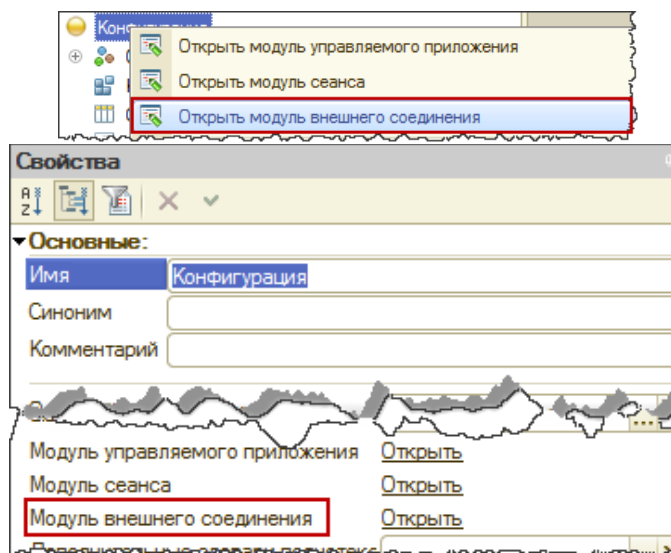 Конфигурация
Открыть модуль управляемого приложения
Открыть модуль сеанса
Открыть модуль внешнего соединения
Свойства
Основные:
Имя Конфигурация
Синоним
Комментарий
Модуль управляемого приложения Открыть
Модуль сеанса Открыть
Модуль внешнего соединения Открыть